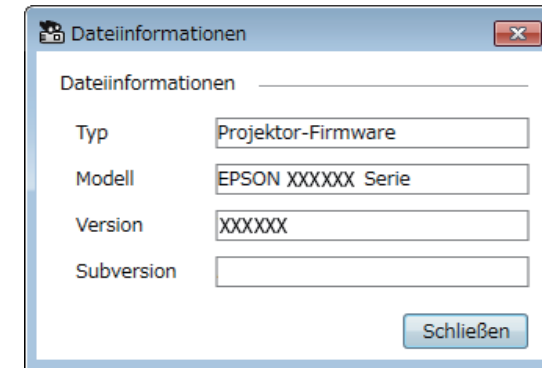 Dateiinformationen
Dateiinformationen
Typ Projektor-Firmware
Modell EPSON XXXXXX Serie
Version XXXXXX
Subversion
Schließen